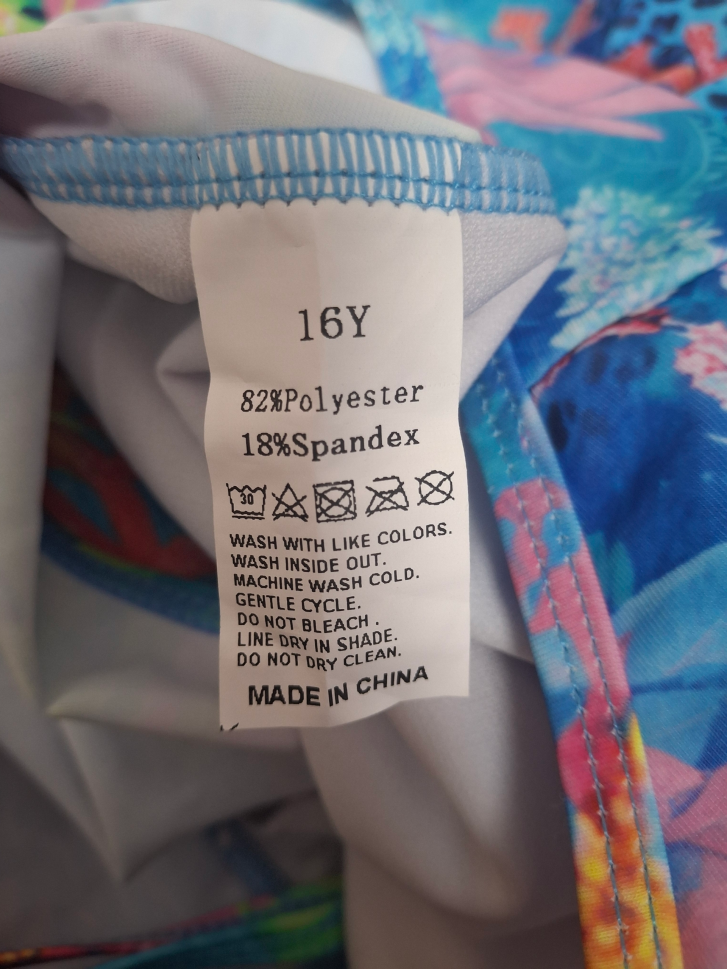 16Y
82%Polyester
18%Spandex
30
WASH WITH LIKE COLORS.
WASH INSIDE OUT.
MACHINE WASH COLD.
GENTLE CYCLE.
DO NOT BLEACH .
LINE DRY IN SHADE.
DO NOT DRY CLEAN.
MADE IN CHINA